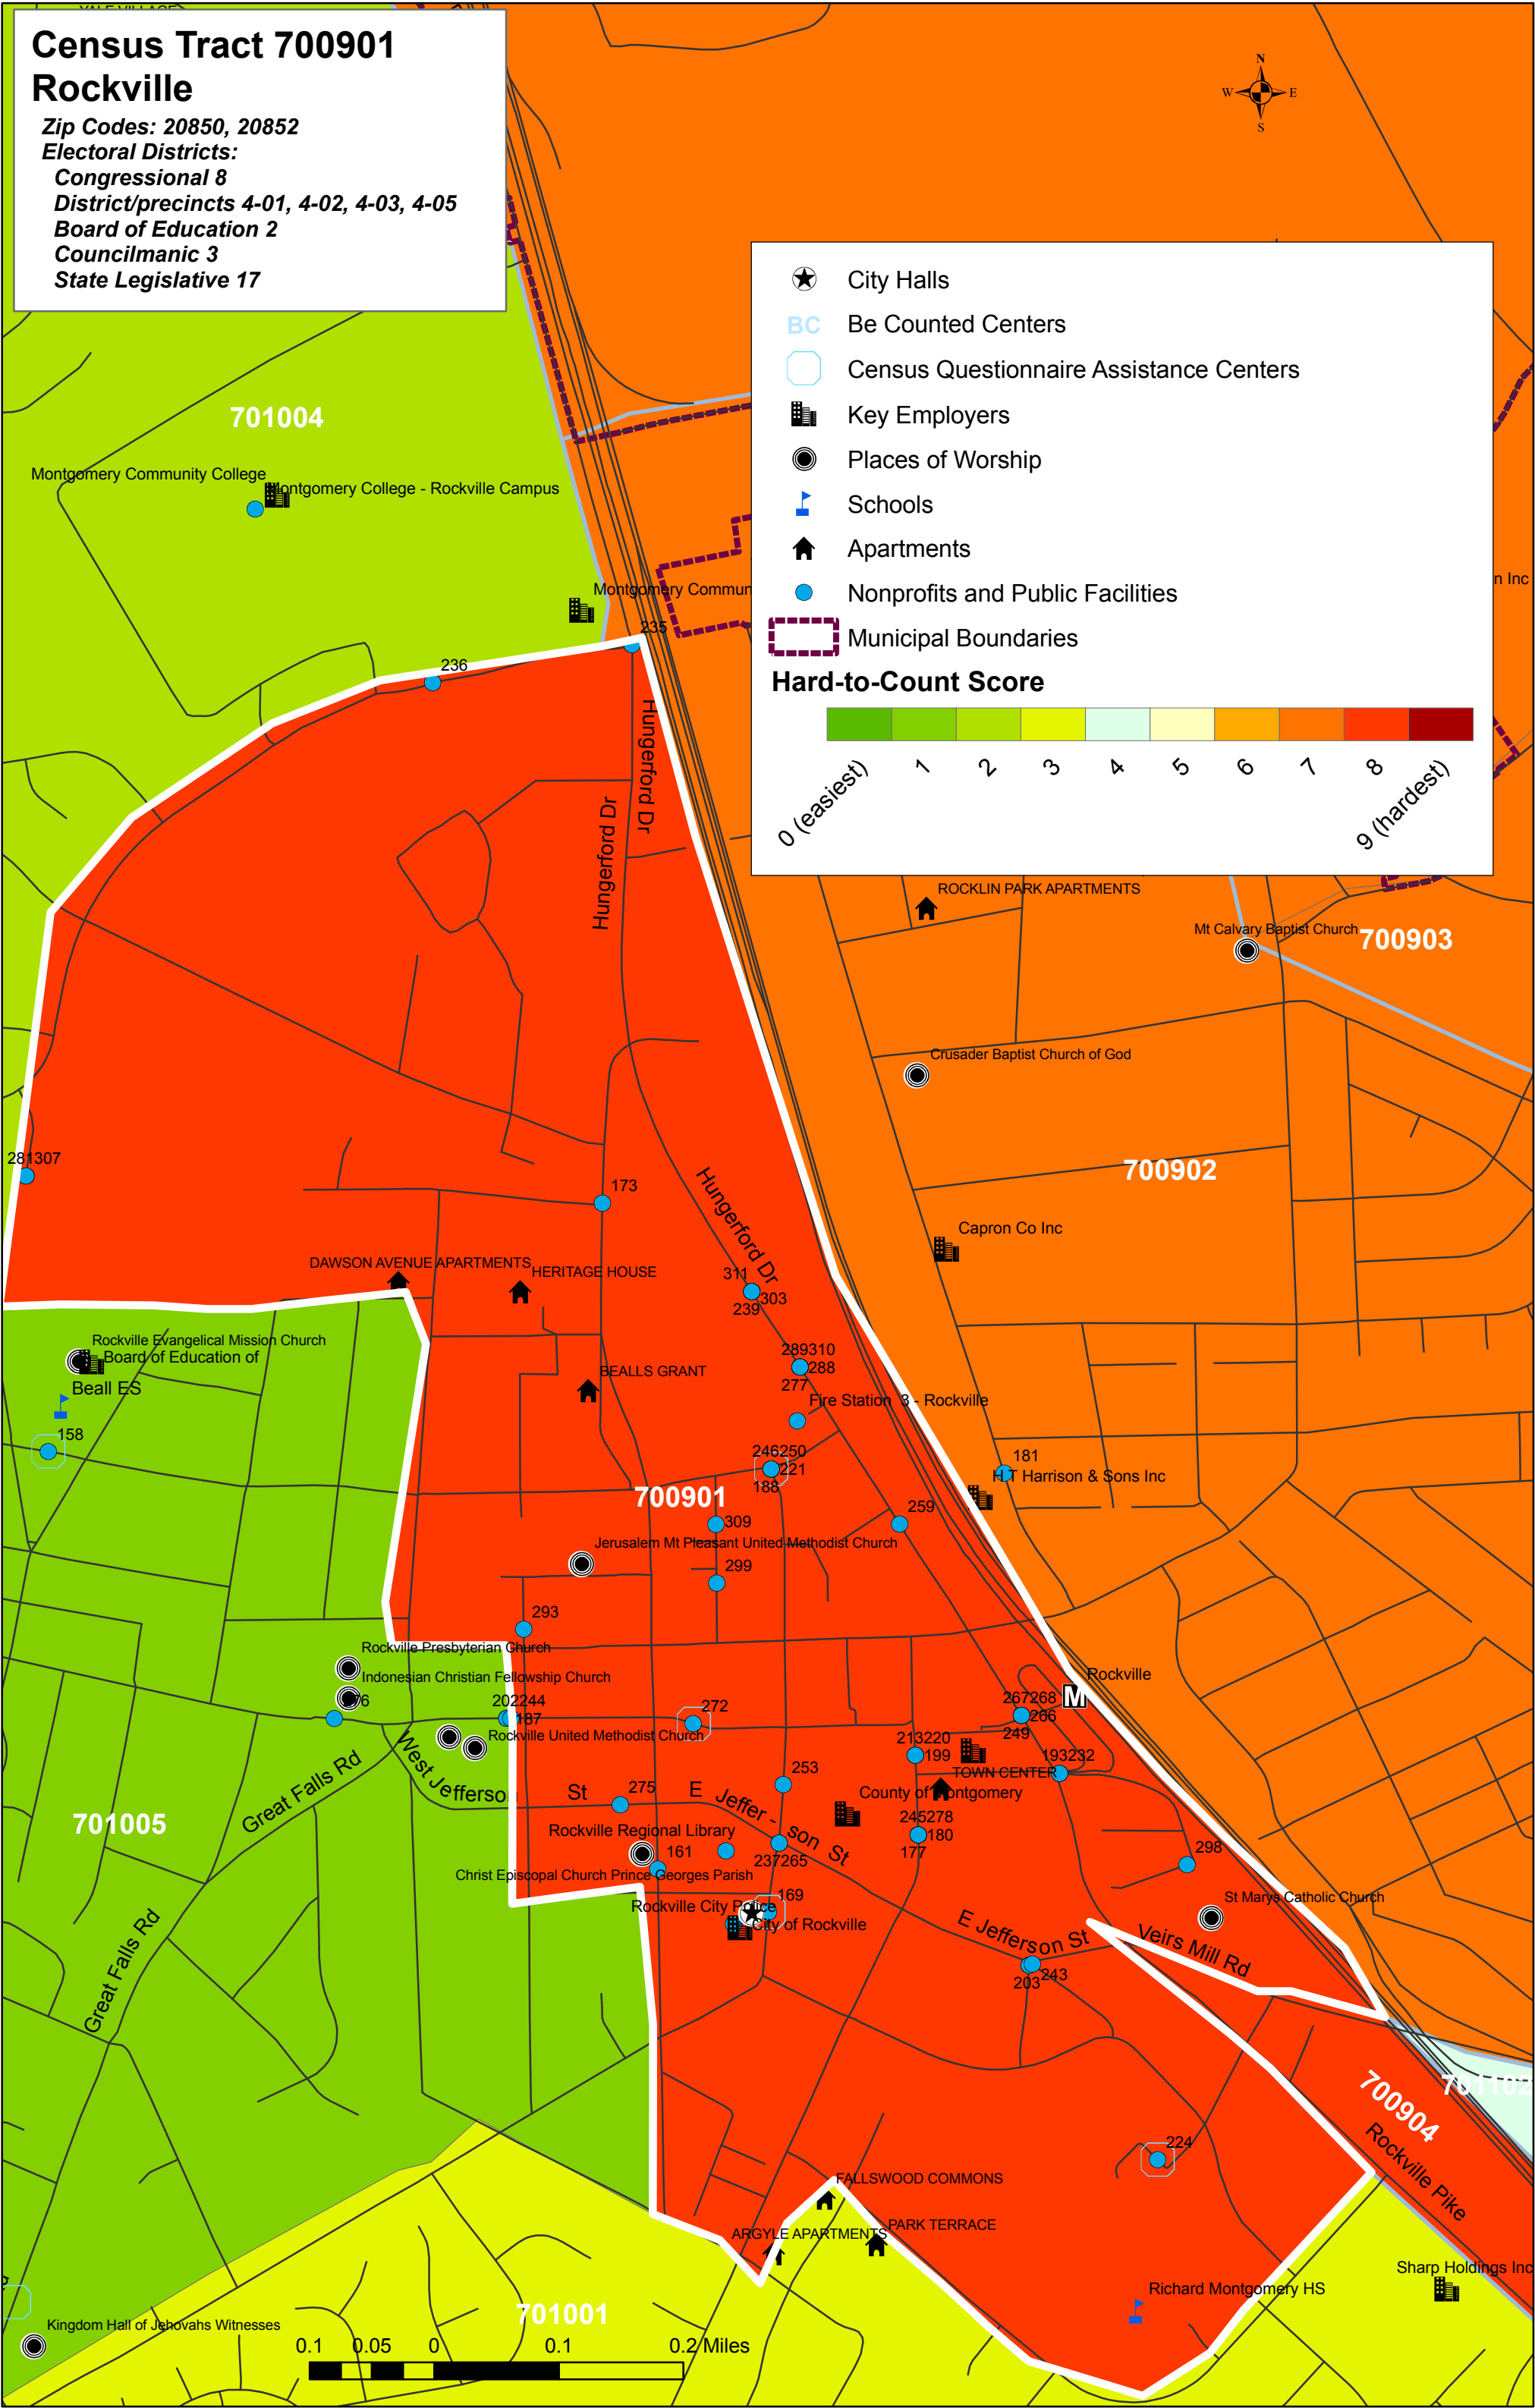 YALE VILLAGE
Census Tract 700901
Rockville
Zip Codes: 20850, 20852
Electoral Districts:
Congressional 8
District/precincts 4-01, 4-02, 4-03, 4-05
Board of Education 2
Councilmanic 3
State Legislative 17
N
W E
S
City Halls
BC Be Counted Centers
Census Questionnaire Assistance Centers
Key Employers
Places of Worship
Schools
Apartments
Nonprofits and Public Facilities
Municipal Boundaries
Hard-to-Count Score
0 (easiest) 1 2 3 4 5 6 7 8 9 (hardest)
701004
Montgomery Community College
Montgomery College - Rockville Campus
Montgomery Commun
n Inc
235
236
Hungerford Dr
Hungerford Dr
ROCKLIN PARK APARTMENTS
Mt Calvary Baptist Church
700903
Crusader Baptist Church of God
281307
700902
173
Hungerford Dr
Capron Co Inc
DAWSON AVENUE APARTMENTS
HERITAGE HOUSE
311
303
239
Rockville Evangelical Mission Church
Board of Education of
Beall ES
289310
288
277
BEALLS GRANT
Fire Station 3 - Rockville
158
246250
221
188
181
H T Harrison & Sons Inc
700901
309
259
Jerusalem Mt Pleasant United Methodist Church
299
293
Rockville Presbyterian Church
Indonesian Christian Fellowship Church
Rockville
M
276
202244
187
272
267268
266
249
Rockville United Methodist Church
213220
199
193232
TOWN CENTER
West Jefferson St
Great Falls Rd
253
County of Montgomery
275
E Jeffer - son St
701005
245278
180
177
Rockville Regional Library
161
237265
298
Christ Episcopal Church Prince Georges Parish
169
Rockville City Police
City of Rockville
St Marys Catholic Church
Great Falls Rd
E Jefferson St
Veirs Mill Rd
203
243
701102
700904
Rockville Pike
224
FALLSWOOD COMMONS
PARK TERRACE
ARGYLE APARTMENTS
Sharp Holdings Inc
Richard Montgomery HS
701001
Kingdom Hall of Jehovahs Witnesses
0.1 0.05 0 0.1 0.2 Miles